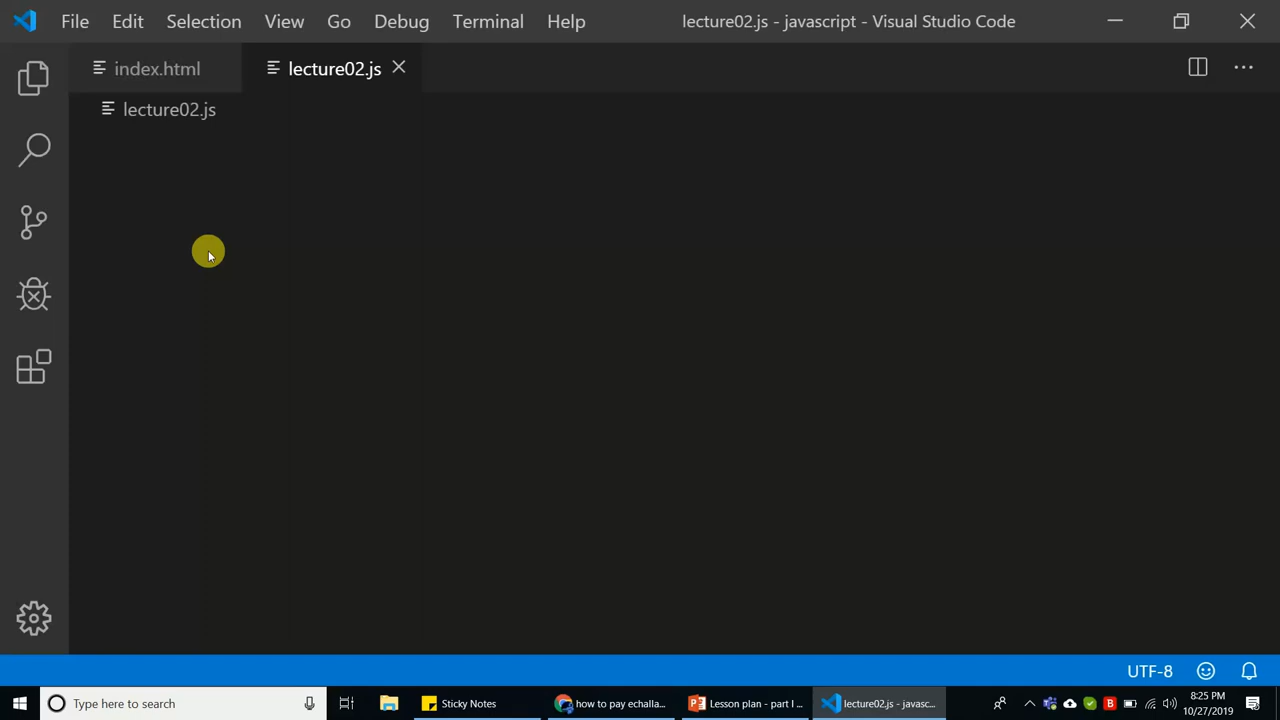 File Edit Selection View Go Debug Terminal Help lecture02.js - javascript - Visual Studio Code
index.html lecture02.js
lecture02.js
UTF-8
Type here to search Sticky Notes how to pay echalla... Lesson plan - part I ... lecture02.js - javasc... 8:25 PM
10/27/2019